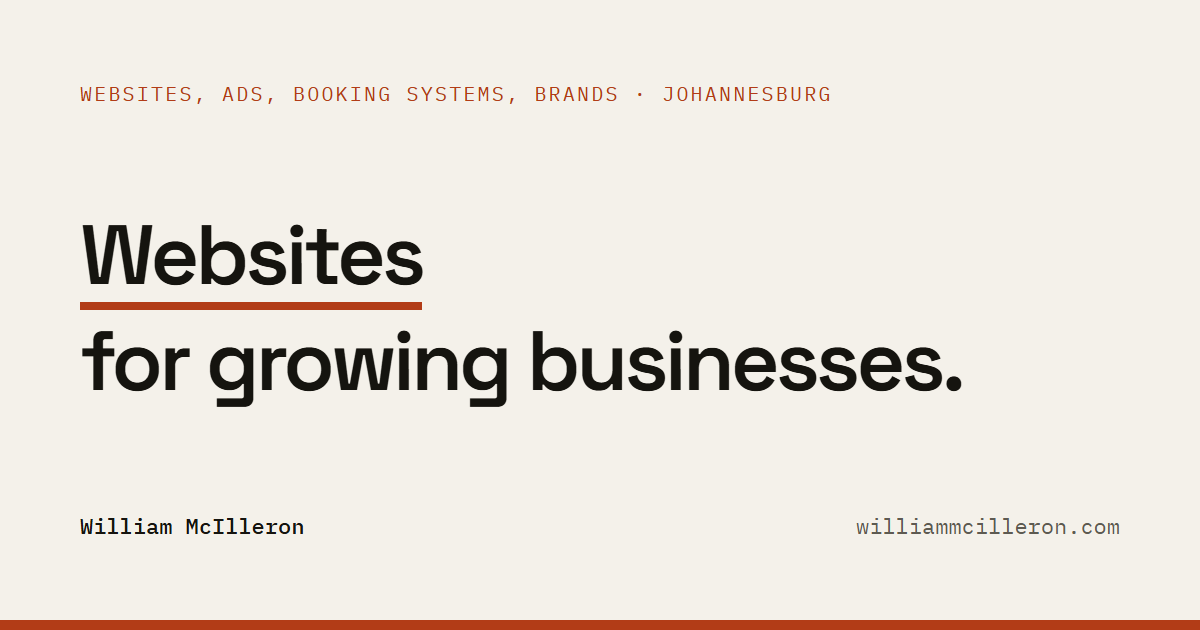 WEBSITES, ADS, BOOKING SYSTEMS, BRANDS · JOHANNESBURG
Websites
for growing businesses.
William McIlleron
williammcilleron.com